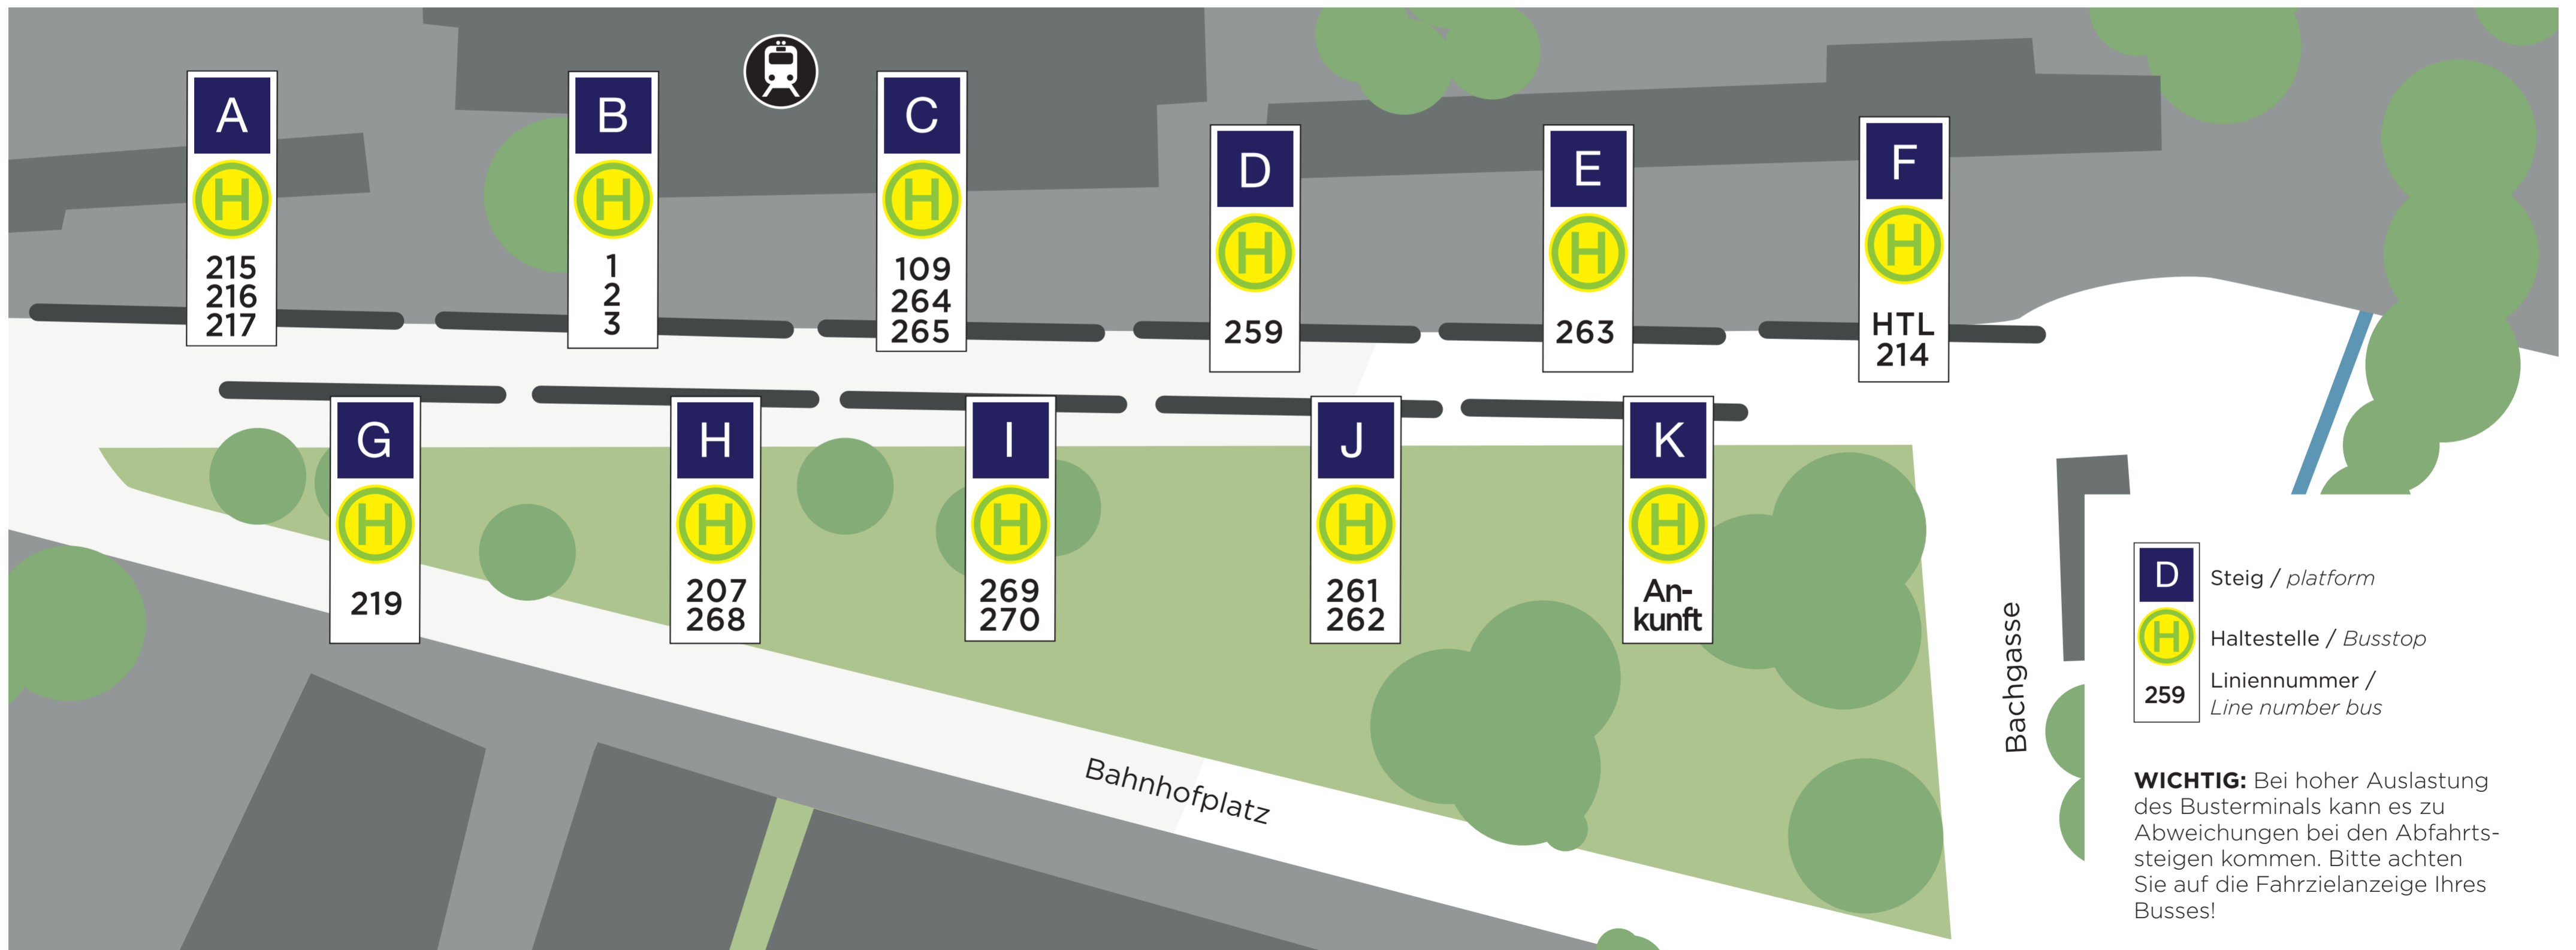 A
H
215
216
217
B
H
1
2
3
C
H
109
264
265
D
H
259
E
H
263
F
H
HTL
214
G
H
219
H
H
207
268
I
H
269
270
J
H
261
262
K
H
An-
kunft
Bahnhofplatz
Bachgasse
D
Steig / platform
H
Haltestelle / Busstop
259
Liniennummer /
Line number bus
WICHTIG: Bei hoher Auslastung
des Busterminals kann es zu
Abweichungen bei den Abfahrts-
steigen kommen. Bitte achten
Sie auf die Fahrzielanzeige Ihres
Busses!